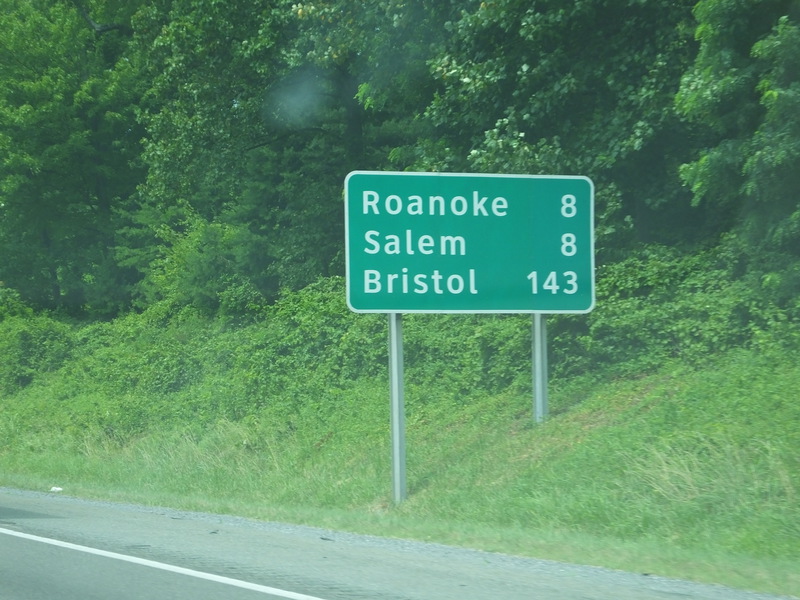 Roanoke 8
Salem 8
Bristol 143